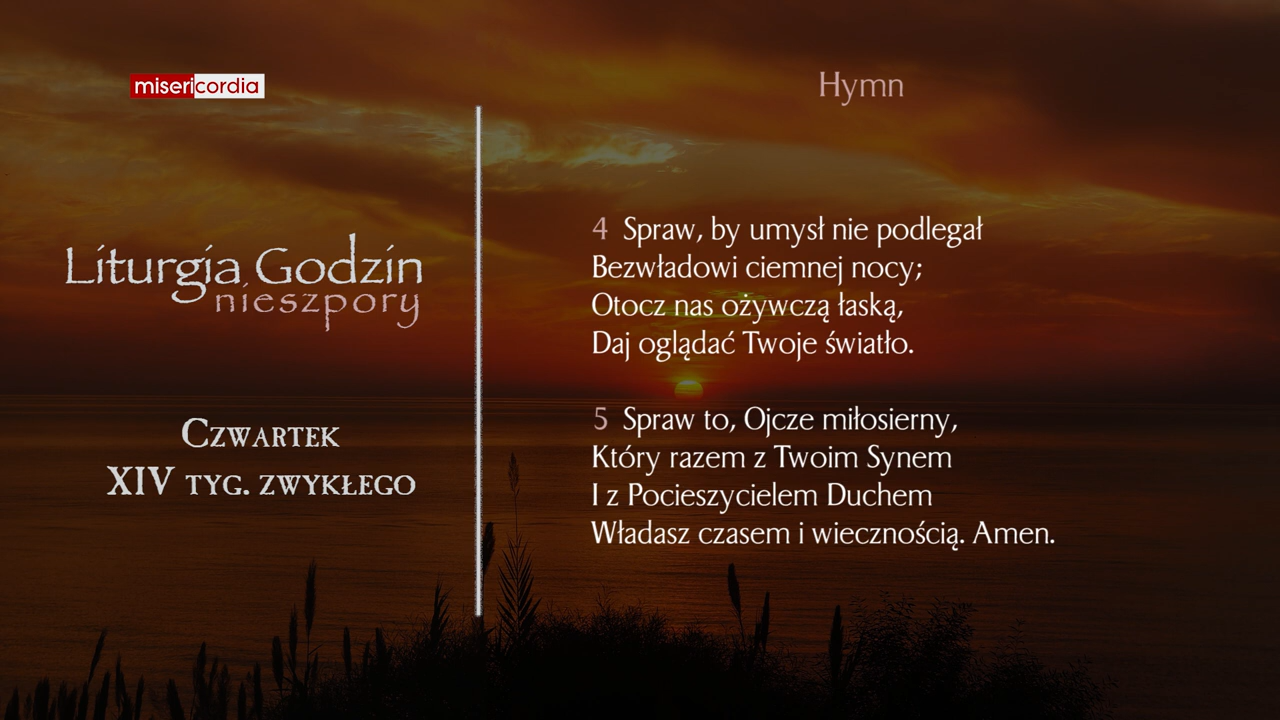 misericordia
Liturgia Godzin
nieszpory
Czwartek
XIV tyg. zwykłego
Hymn
4 Spraw, by umysł nie podlegał
Bezwładowi ciemnej nocy;
Otocz nas ożywczą łaską,
Daj oglądać Twoje światło.
5 Spraw to, Ojcze miłosierny,
Który razem z Twoim Synem
I z Pocieszycielem Duchem
Władasz czasem i wiecznością. Amen.